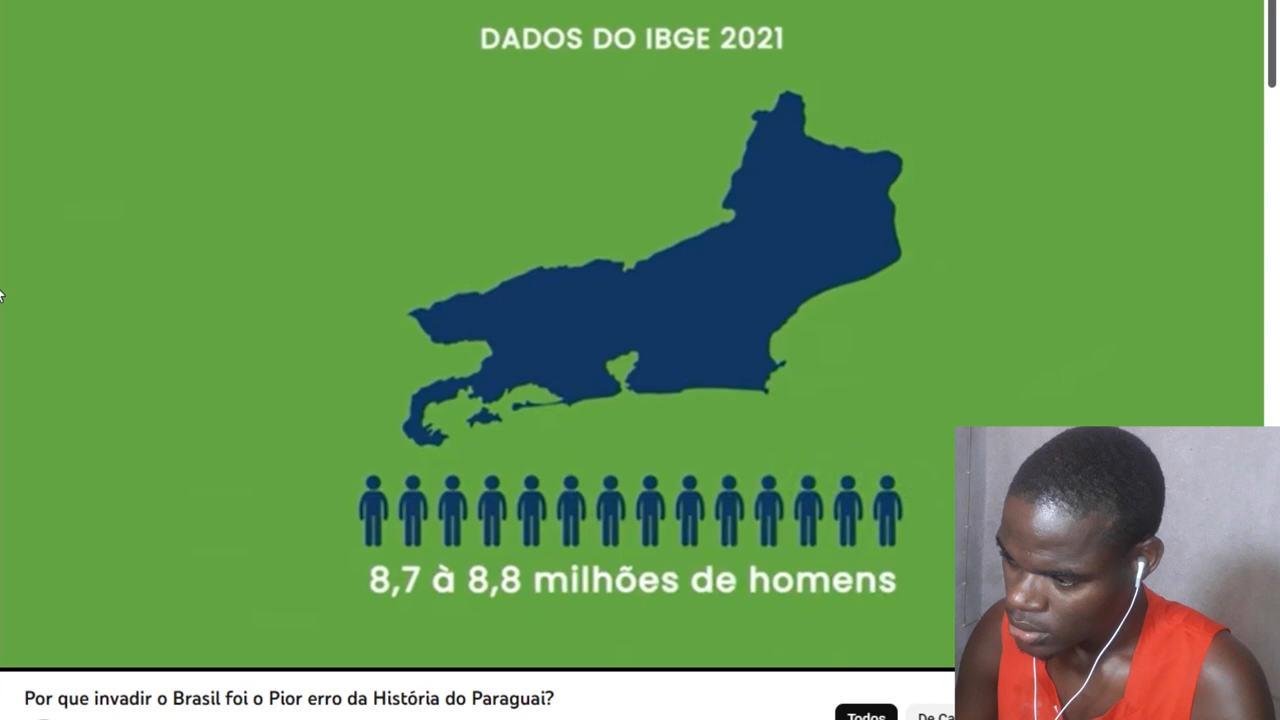 DADOS DO IBGE 2021
8,7 à 8,8 milhões de homens
Por que invadir o Brasil foi o Pior erro da História do Paraguai?
Todos